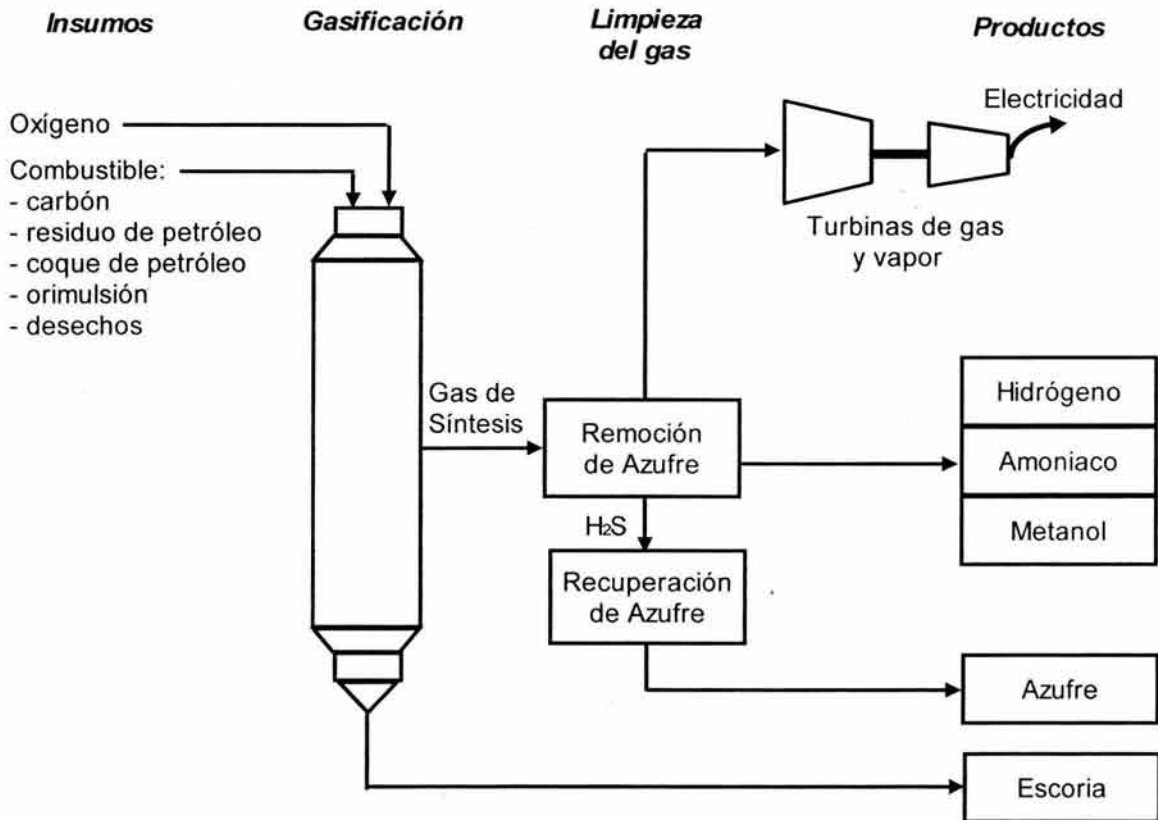 Insumos
Gasificación
Limpieza
del gas
Productos
Oxígeno
Combustible:
- carbón
- residuo de petróleo
- coque de petróleo
- orimulsión
- desechos
Electricidad
Turbinas de gas
y vapor
Gas de
Síntesis
Remoción
de Azufre
H₂S
Recuperación
de Azufre
Hidrógeno
Amoniaco
Metanol
Azufre
Escoria